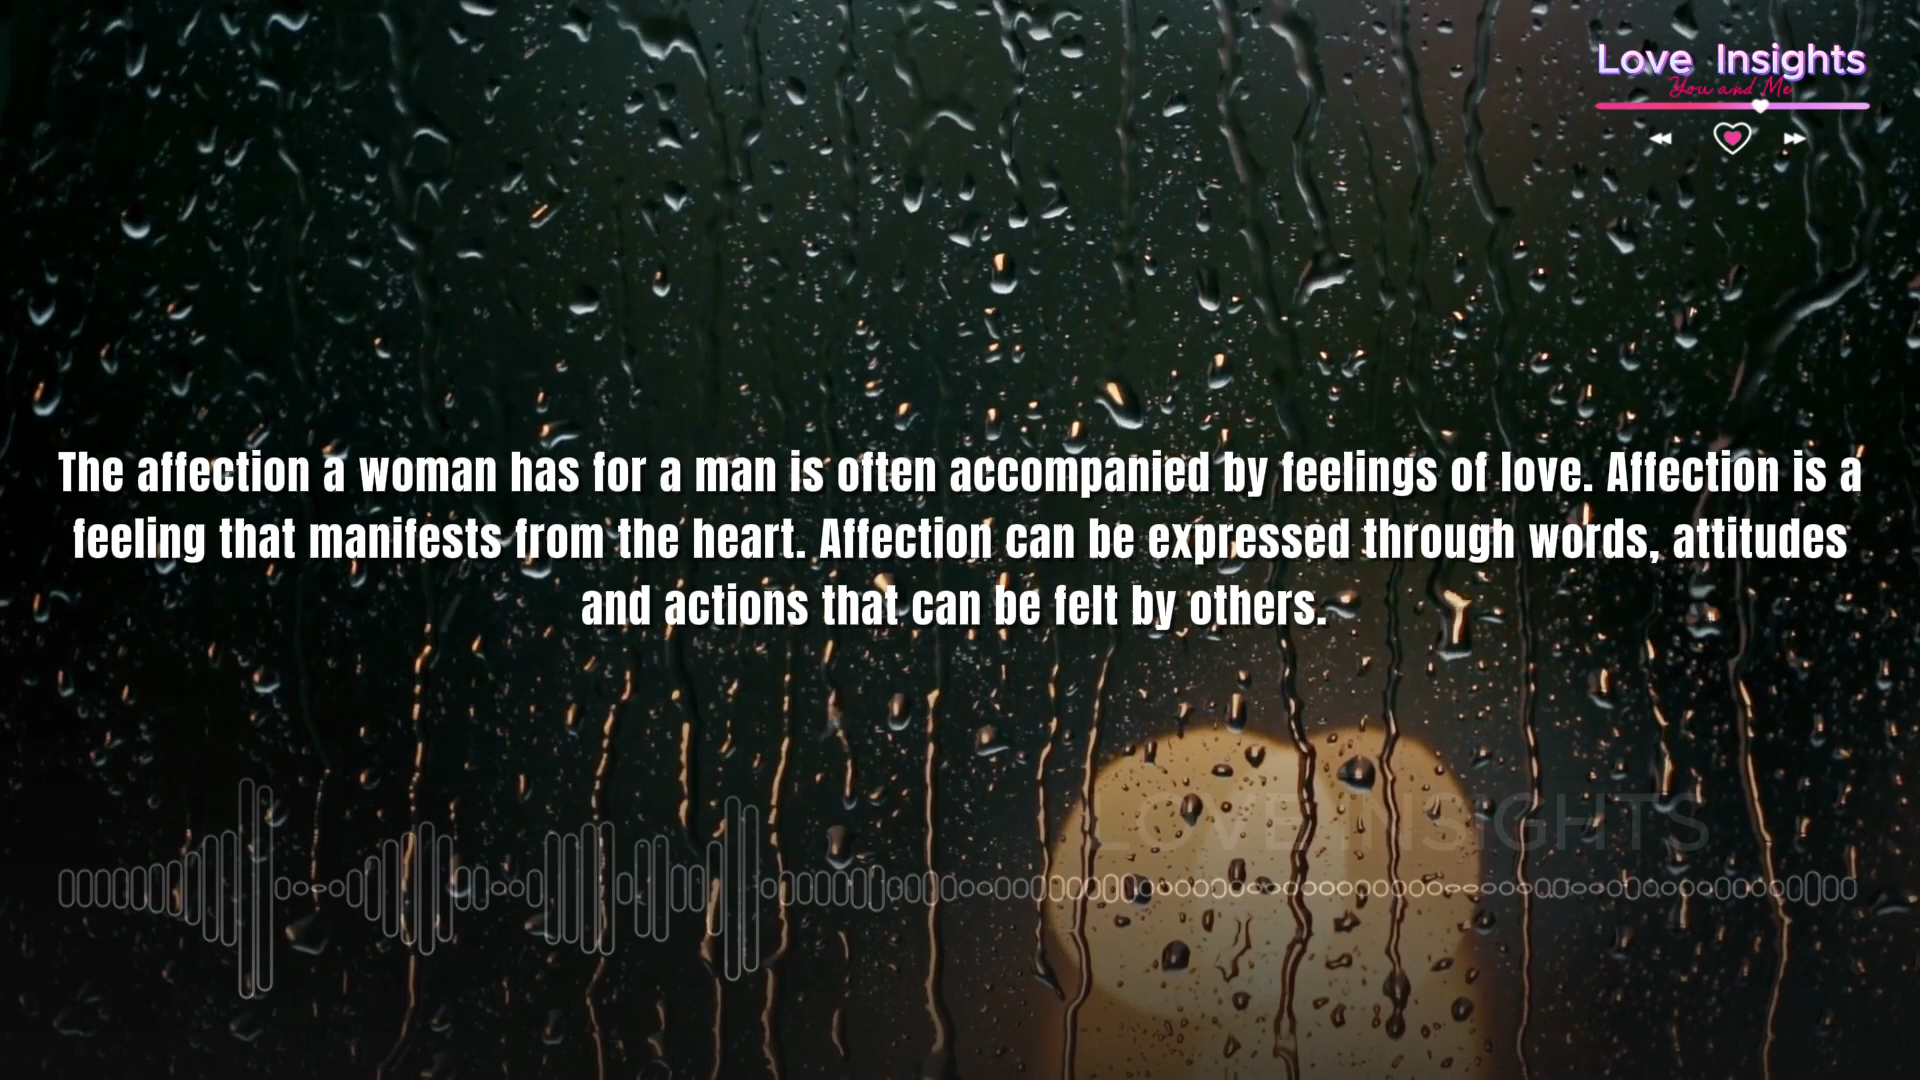 Love Insights
You and Me
The affection a woman has for a man is often accompanied by feelings of love. Affection is a
feeling that manifests from the heart. Affection can be expressed through words, attitudes
and actions that can be felt by others.
LOVE INSIGHTS